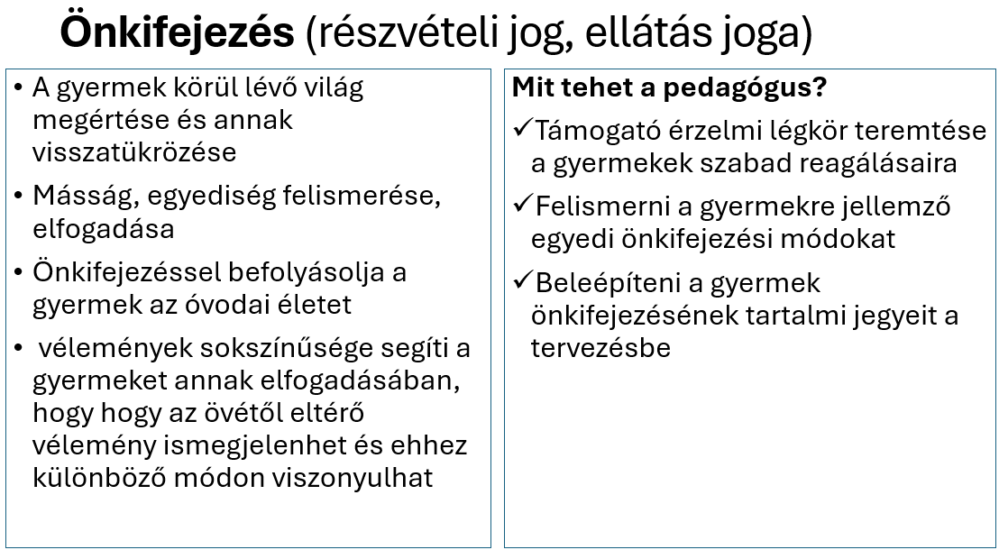 Önkifejezés (részvételi jog, ellátás joga)
• A gyermek körül lévő világ
megértése és annak
visszatükrözése
• Másság, egyediség felismerése,
elfogadása
• Önkifejezéssel befolyásolja a
gyermek az óvodai életet
• vélemények sokszínűsége segíti a
gyermeket annak elfogadásában,
hogy hogy az övétől eltérő
vélemény ismegjelenhet és ehhez
különböző módon viszonyulhat
Mit tehet a pedagógus?
✓Támogató érzelmi légkör teremtése
a gyermekek szabad reagálásaira
✓Felismerni a gyermekre jellemző
egyedi önkifejezési módokat
✓Beleépíteni a gyermek
önkifejezésének tartalmi jegyeit a
tervezésbe